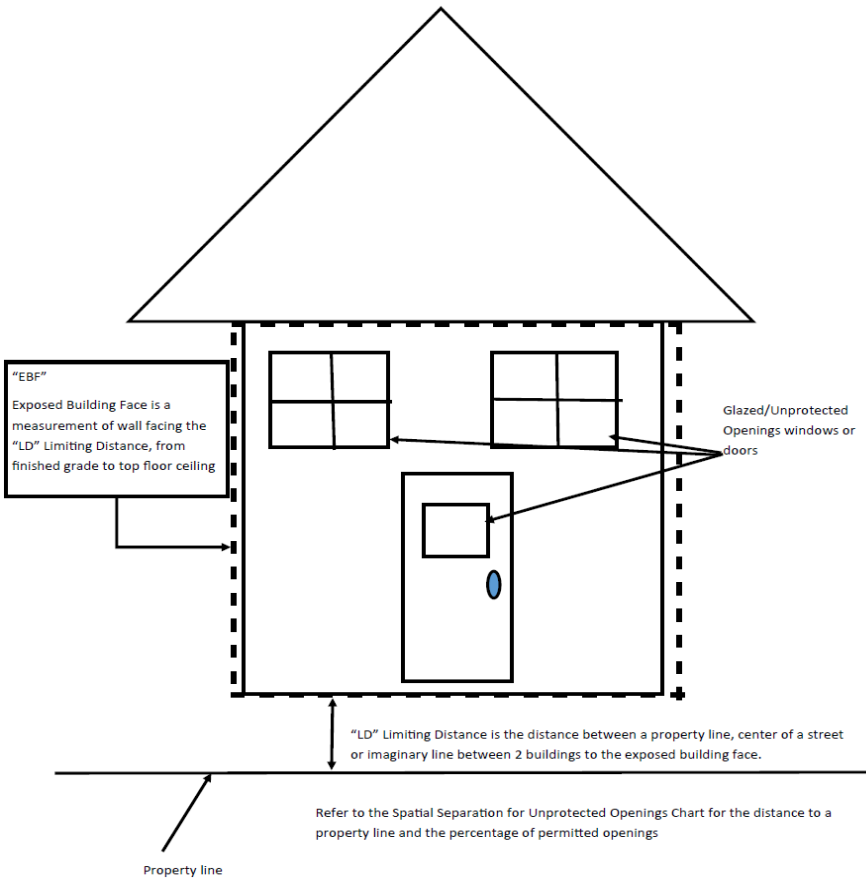 “EBF”
Exposed Building Face is a
measurement of wall facing the
“LD” Limiting Distance, from
finished grade to top floor ceiling
Glazed/Unprotected
Openings windows or
doors
“LD” Limiting Distance is the distance between a property line, center of a street
or imaginary line between 2 buildings to the exposed building face.
Refer to the Spatial Separation for Unprotected Openings Chart for the distance to a
property line and the percentage of permitted openings
Property line